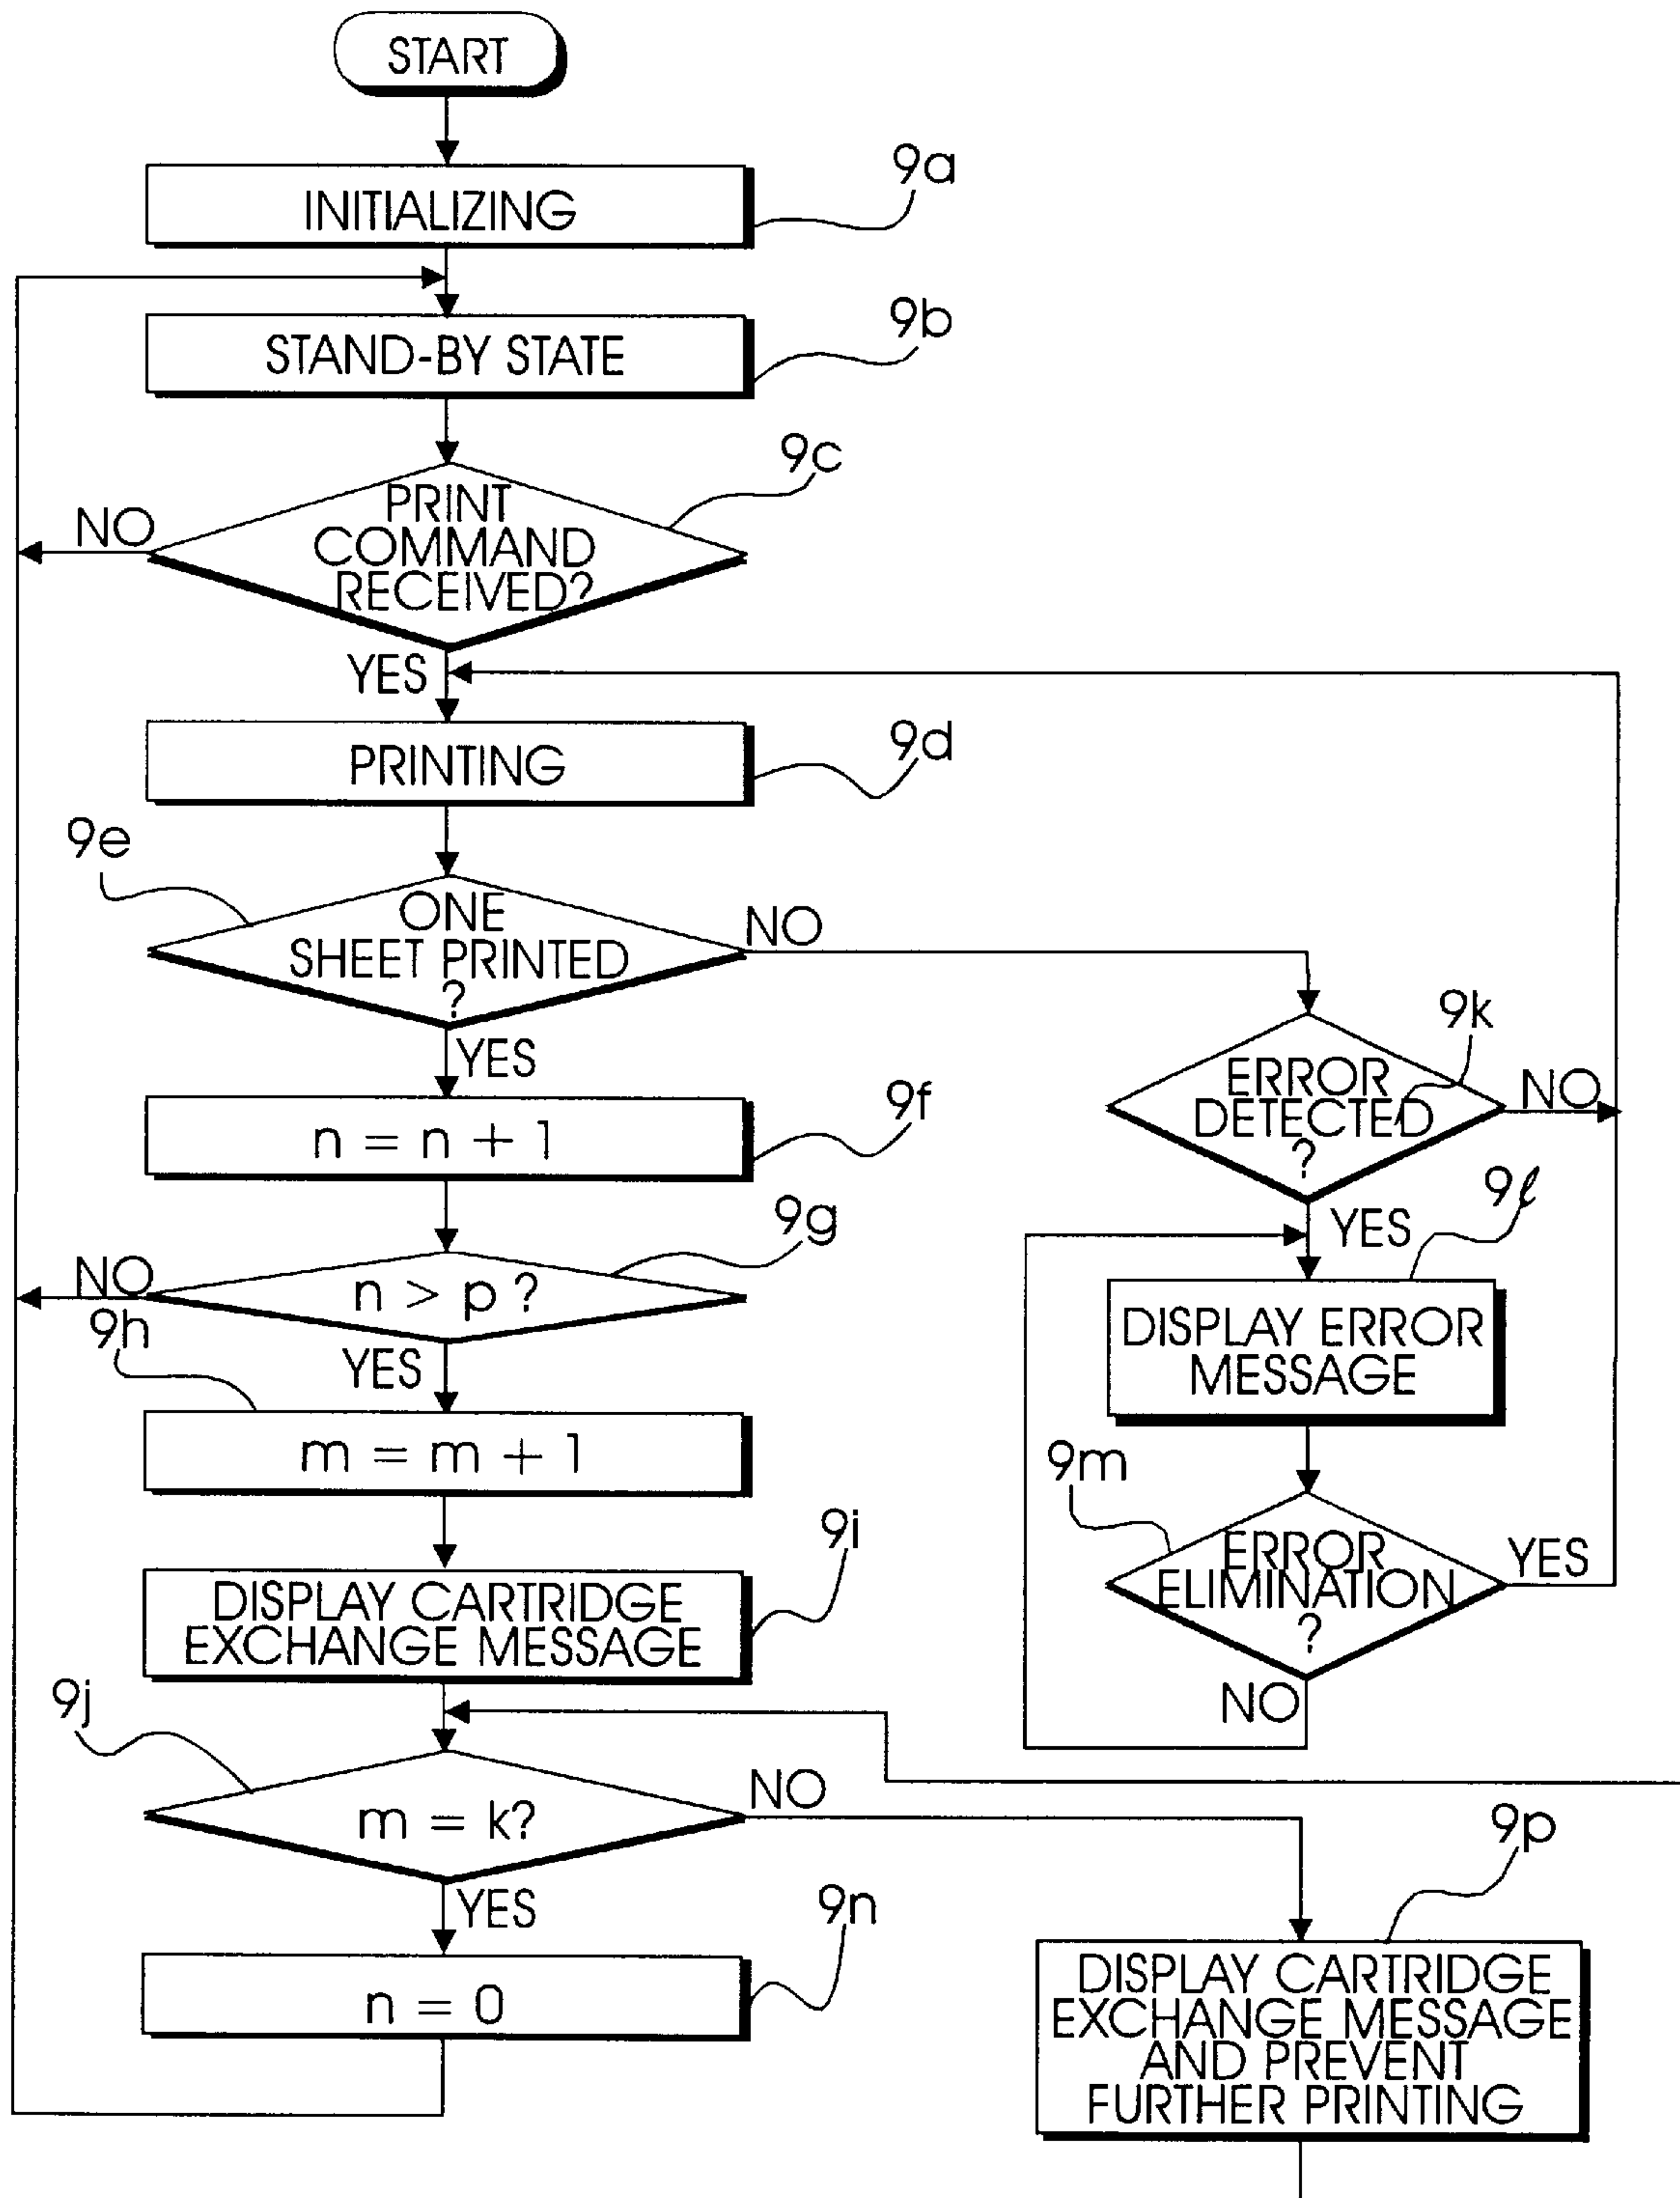 START
INITIALIZING
9a
STAND-BY STATE
9b
PRINT
COMMAND
RECEIVED?
9c
NO
YES
PRINTING
9d
9e
ONE
SHEET PRINTED
?
NO
YES
9k
ERROR
DETECTED
?
NO
YES
n = n + 1
9f
n > p ?
9g
NO
YES
9ℓ
DISPLAY ERROR
MESSAGE
9h
m = m + 1
9m
ERROR
ELIMINATION
?
YES
NO
DISPLAY CARTRIDGE
EXCHANGE MESSAGE
9i
9j
m = k?
NO
YES
9p
DISPLAY CARTRIDGE
EXCHANGE MESSAGE
AND PREVENT
FURTHER PRINTING
n = 0
9n